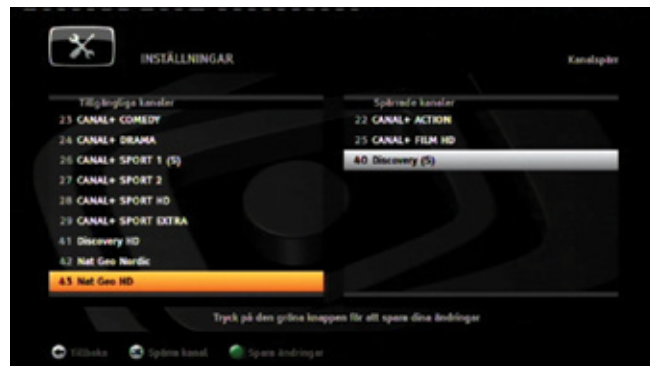 INSTÄLLNINGAR
Kanalspärr
Tillgängliga kanaler
23 CANAL+ COMEDY
24 CANAL+ DRAMA
26 CANAL+ SPORT 1 (S)
27 CANAL+ SPORT 2
28 CANAL+ SPORT HD
29 CANAL+ SPORT EXTRA
41 Discovery HD
42 Nat Geo Nordic
43 Nat Geo HD
Spärrade kanaler
22 CANAL+ ACTION
25 CANAL+ FILM HD
40 Discovery (S)
Tryck på den gröna knappen för att spara dina ändringar
Tillbaka Spärra kanal Spara ändringar